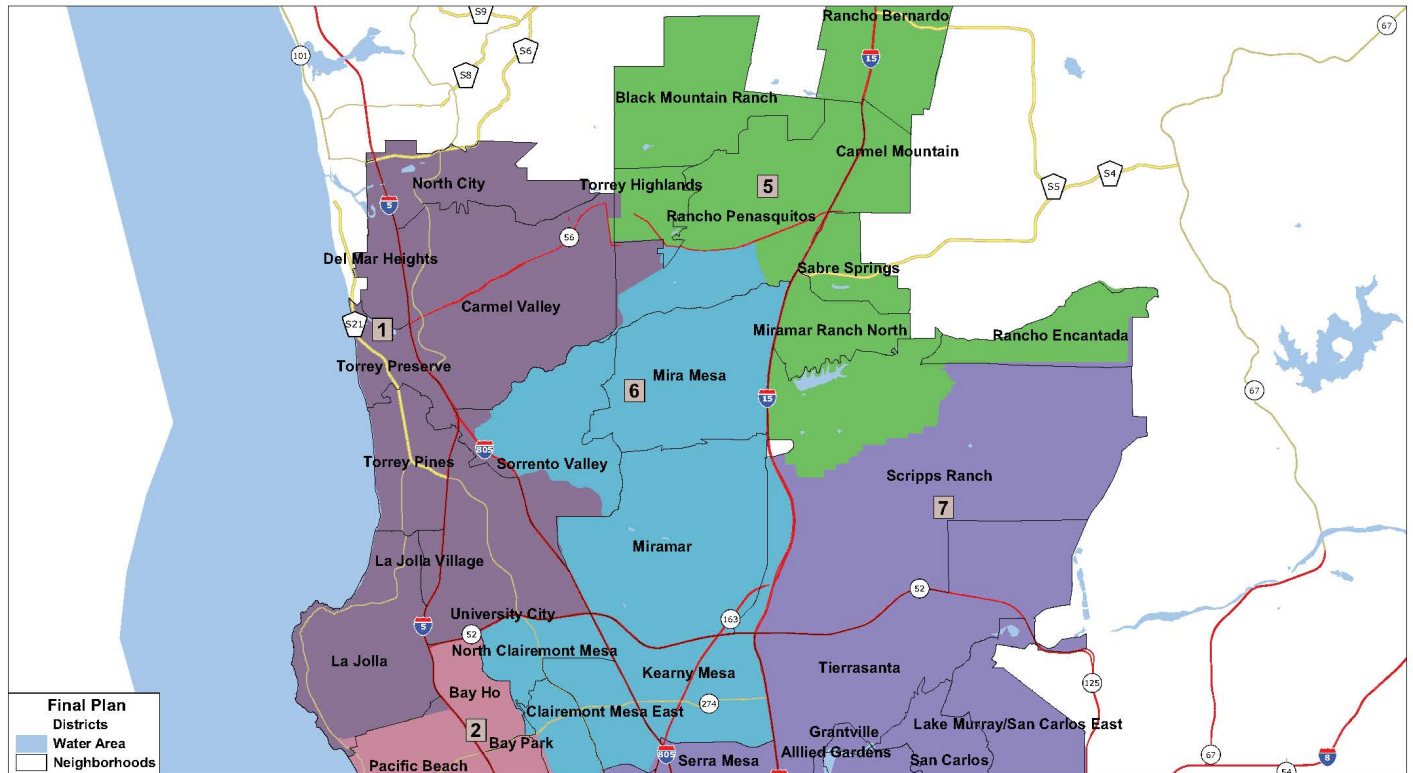 S9
Rancho Bernardo
67
S6
101
15
S8
Black Mountain Ranch
Carmel Mountain
S4
North City
Torrey Highlands
5
S5
5
Rancho Penasquitos
56
Del Mar Heights
Sabre Springs
Carmel Valley
S21
1
Miramar Ranch North
Rancho Encantada
Torrey Preserve
Mira Mesa
6
67
15
805
Torrey Pines
Sorrento Valley
Scripps Ranch
7
Miramar
La Jolla Village
52
University City
163
5
52
North Clairemont Mesa
La Jolla
Tierrasanta
Kearny Mesa
125
Bay Ho
274
Clairemont Mesa East
Final Plan
Districts
Water Area
Neighborhoods
2
Bay Park
Grantville
Lake Murray/San Carlos East
Alllied Gardens
805
Serra Mesa
San Carlos
Pacific Beach
67
8
54